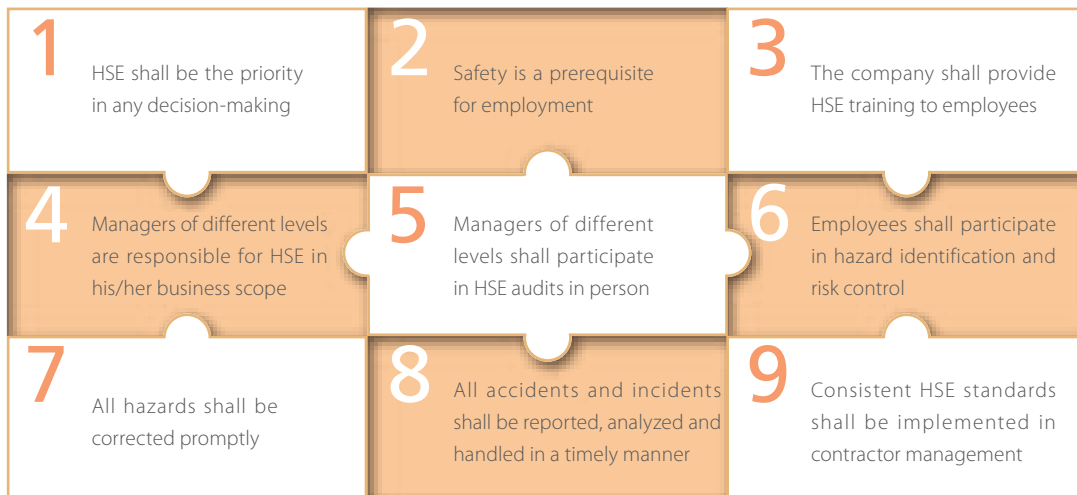 1
HSE shall be the priority
in any decision-making
2
Safety is a prerequisite
for employment
3
The company shall provide
HSE training to employees
4
Managers of different levels
are responsible for HSE in
his/her business scope
5
Managers of different
levels shall participate
in HSE audits in person
6
Employees shall participate
in hazard identification and
risk control
7
All hazards shall be
corrected promptly
8
All accidents and incidents
shall be reported, analyzed and
handled in a timely manner
9
Consistent HSE standards
shall be implemented in
contractor management